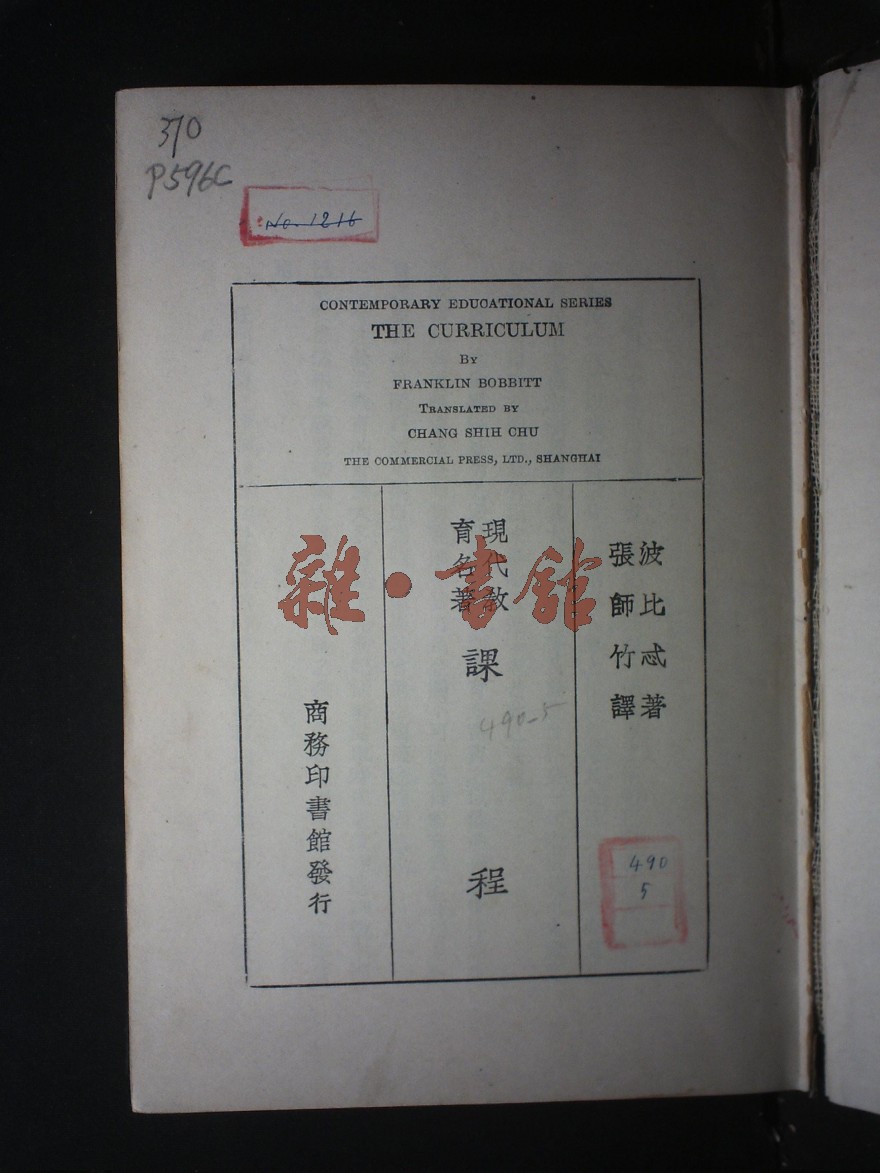 370
P596C
No. 1216
CONTEMPORARY EDUCATIONAL SERIES
THE CURRICULUM
BY
FRANKLIN BOBBITT
TRANSLATED BY
CHANG SHIH CHU
THE COMMERCIAL PRESS, LTD., SHANGHAI
波比忒著
張師竹譯
現代教
育名著
課程
490-5
商務印書館發行
雜·書館
490
5